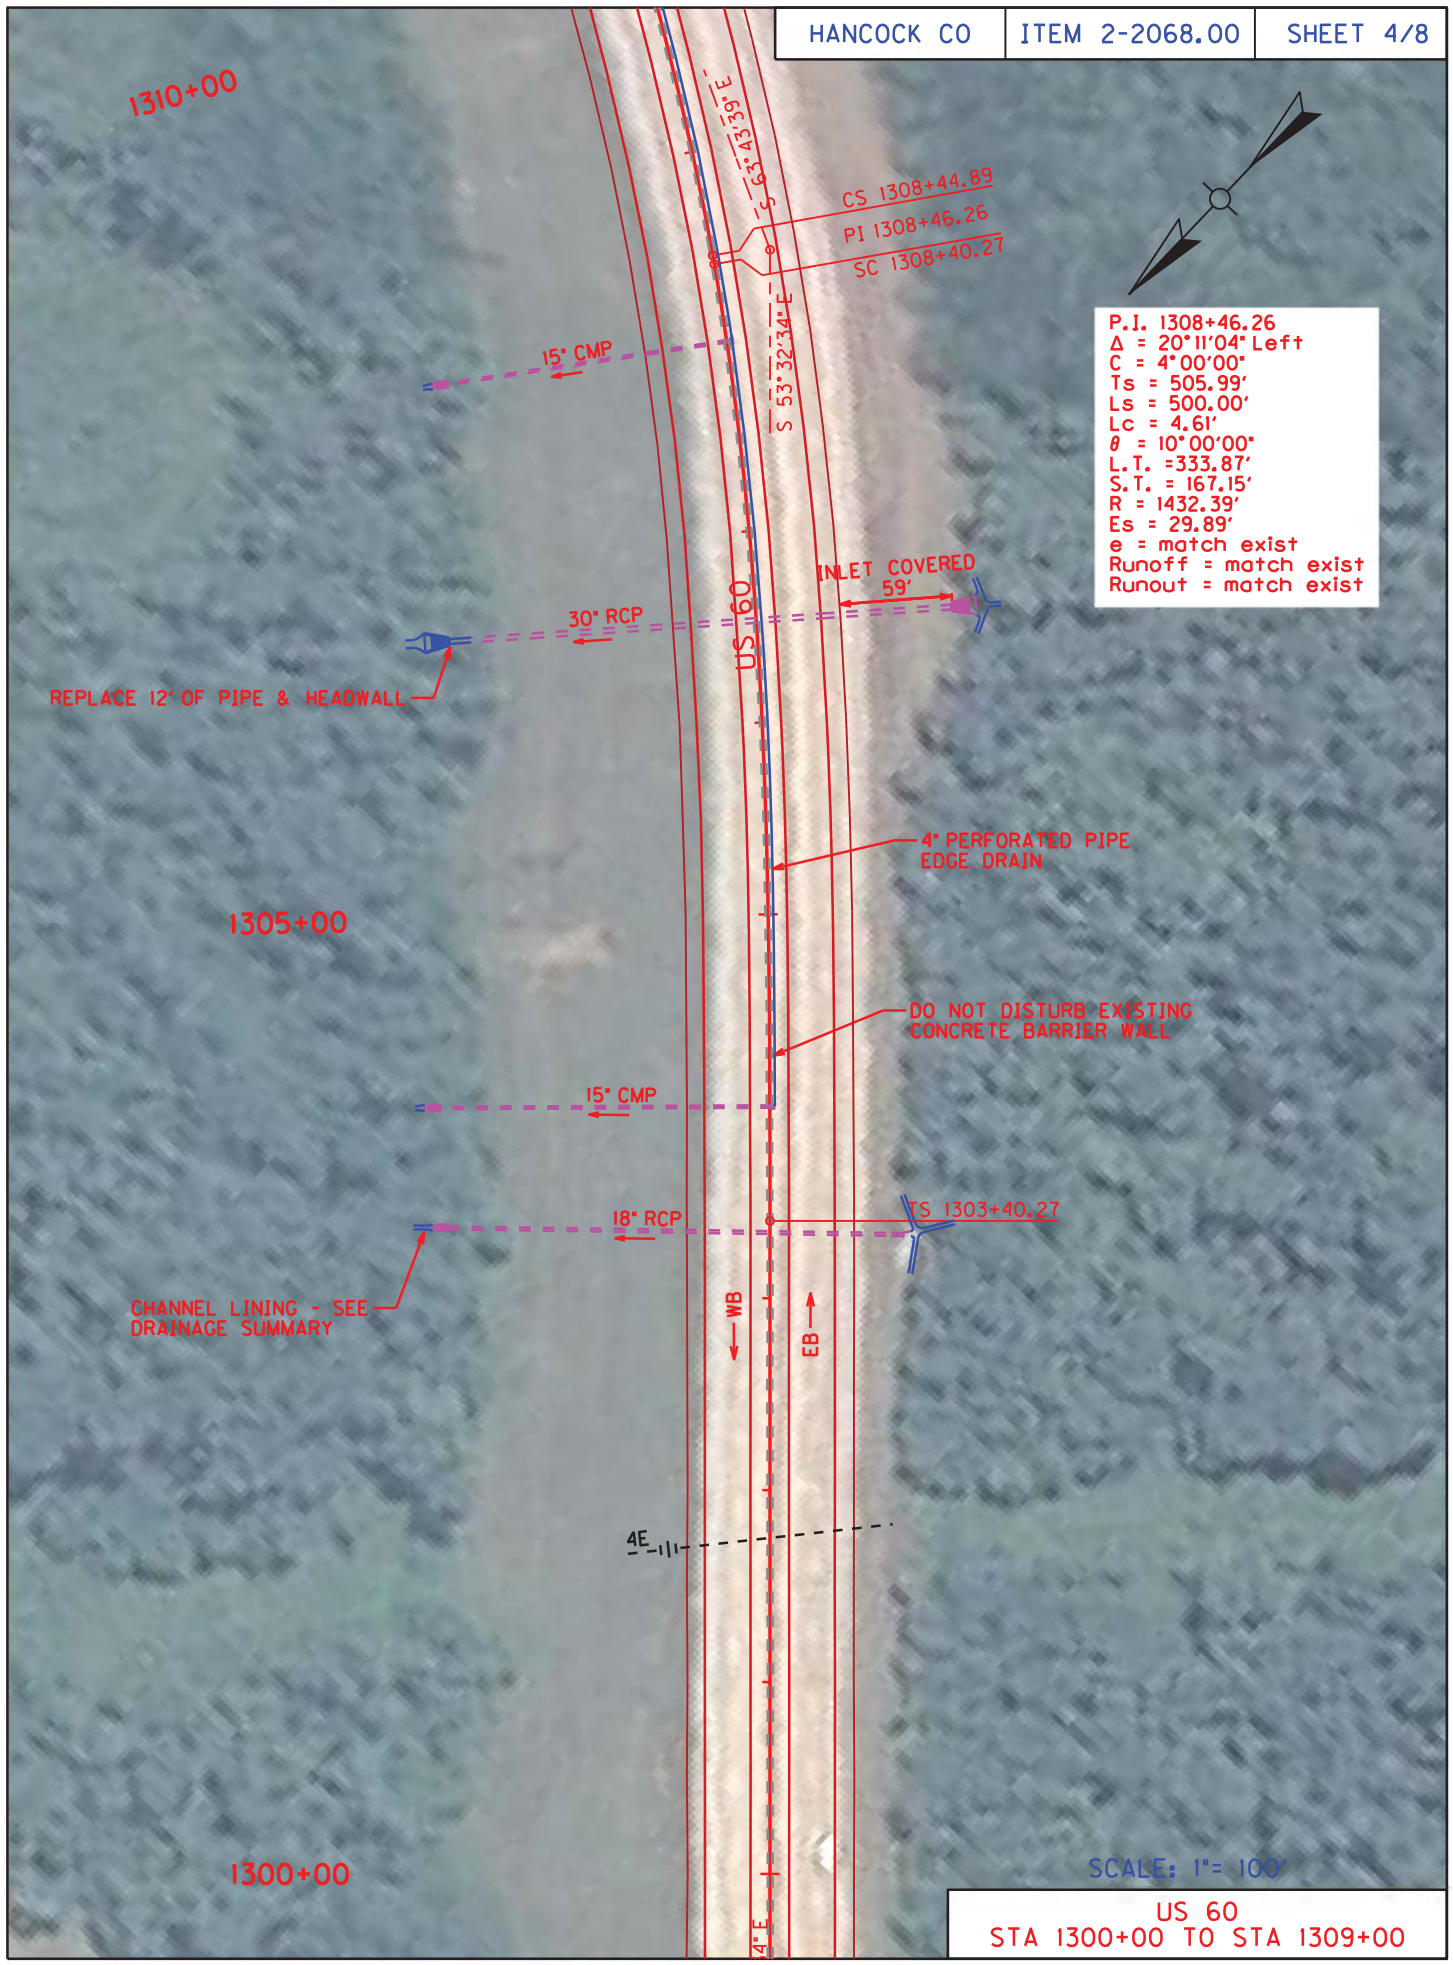 HANCOCK CO
ITEM 2-2068.00
SHEET 4/8
1310+00
S 63°43'39" E
CS 1308+44.89
PI 1308+46.26
SC 1308+40.27
S 53°32'34" E
P.I. 1308+46.26
Δ = 20°11'04" Left
C = 4°00'00"
Ts = 505.99'
Ls = 500.00'
Lc = 4.61'
θ = 10°00'00"
L.T. =333.87'
S.T. = 167.15'
R = 1432.39'
Es = 29.89'
e = match exist
Runoff = match exist
Runout = match exist
15" CMP
INLET COVERED
59'
30" RCP
US 60
REPLACE 12' OF PIPE & HEADWALL
4" PERFORATED PIPE
EDGE DRAIN
1305+00
DO NOT DISTURB EXISTING
CONCRETE BARRIER WALL
15" CMP
TS 1303+40.27
18" RCP
WB
EB
CHANNEL LINING - SEE
DRAINAGE SUMMARY
4E
1300+00
SCALE: 1"= 100'
4" E
US 60
STA 1300+00 TO STA 1309+00